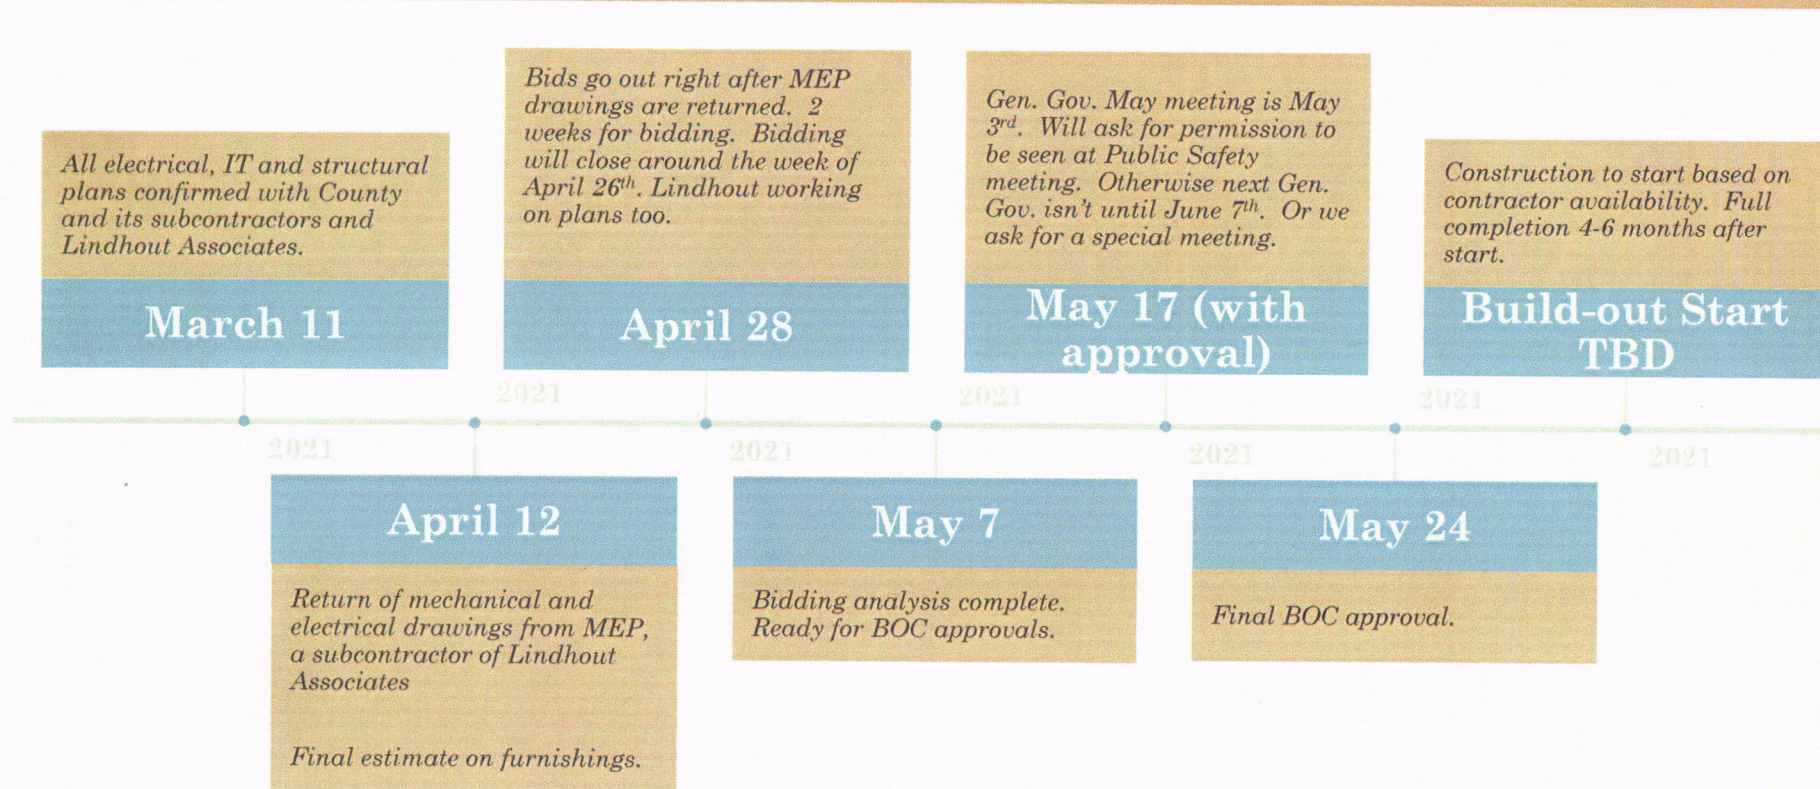 All electrical, IT and structural
plans confirmed with County
and its subcontractors and
Lindhout Associates.
March 11
2021
April 12
Return of mechanical and
electrical drawings from MEP,
a subcontractor of Lindhout
Associates
Final estimate on furnishings.
2021
Bids go out right after MEP
drawings are returned. 2
weeks for bidding. Bidding
will close around the week of
April 26th. Lindhout working
on plans too.
April 28
2021
May 7
Bidding analysis complete.
Ready for BOC approvals.
2021
Gen. Gov. May meeting is May
3rd. Will ask for permission to
be seen at Public Safety
meeting. Otherwise next Gen.
Gov. isn't until June 7th. Or we
ask for a special meeting.
May 17 (with
approval)
2021
May 24
Final BOC approval.
2021
Construction to start based on
contractor availability. Full
completion 4-6 months after
start.
Build-out Start
TBD
2021